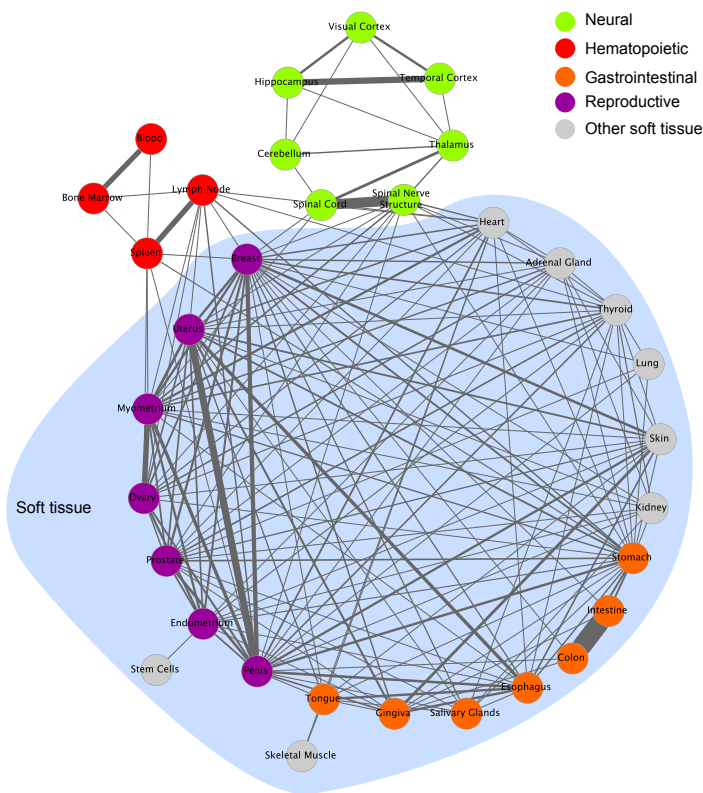 Visual Cortex
Neural
Hematopoietic
Gastrointestinal
Reproductive
Other soft tissue
Hippocampus
Temporal Cortex
Blood
Cerebellum
Thalamus
Bone Marrow
Lymph Node
Spinal Cord
Spinal Nerve
Structure
Heart
Spleen
Breast
Adrenal Gland
Uterus
Thyroid
Lung
Myometrium
Skin
Ovary
Soft tissue
Kidney
Prostate
Stomach
Endometrium
Intestine
Stem Cells
Penis
Colon
Tongue
Gingiva
Salivary Glands
Esophagus
Skeletal Muscle